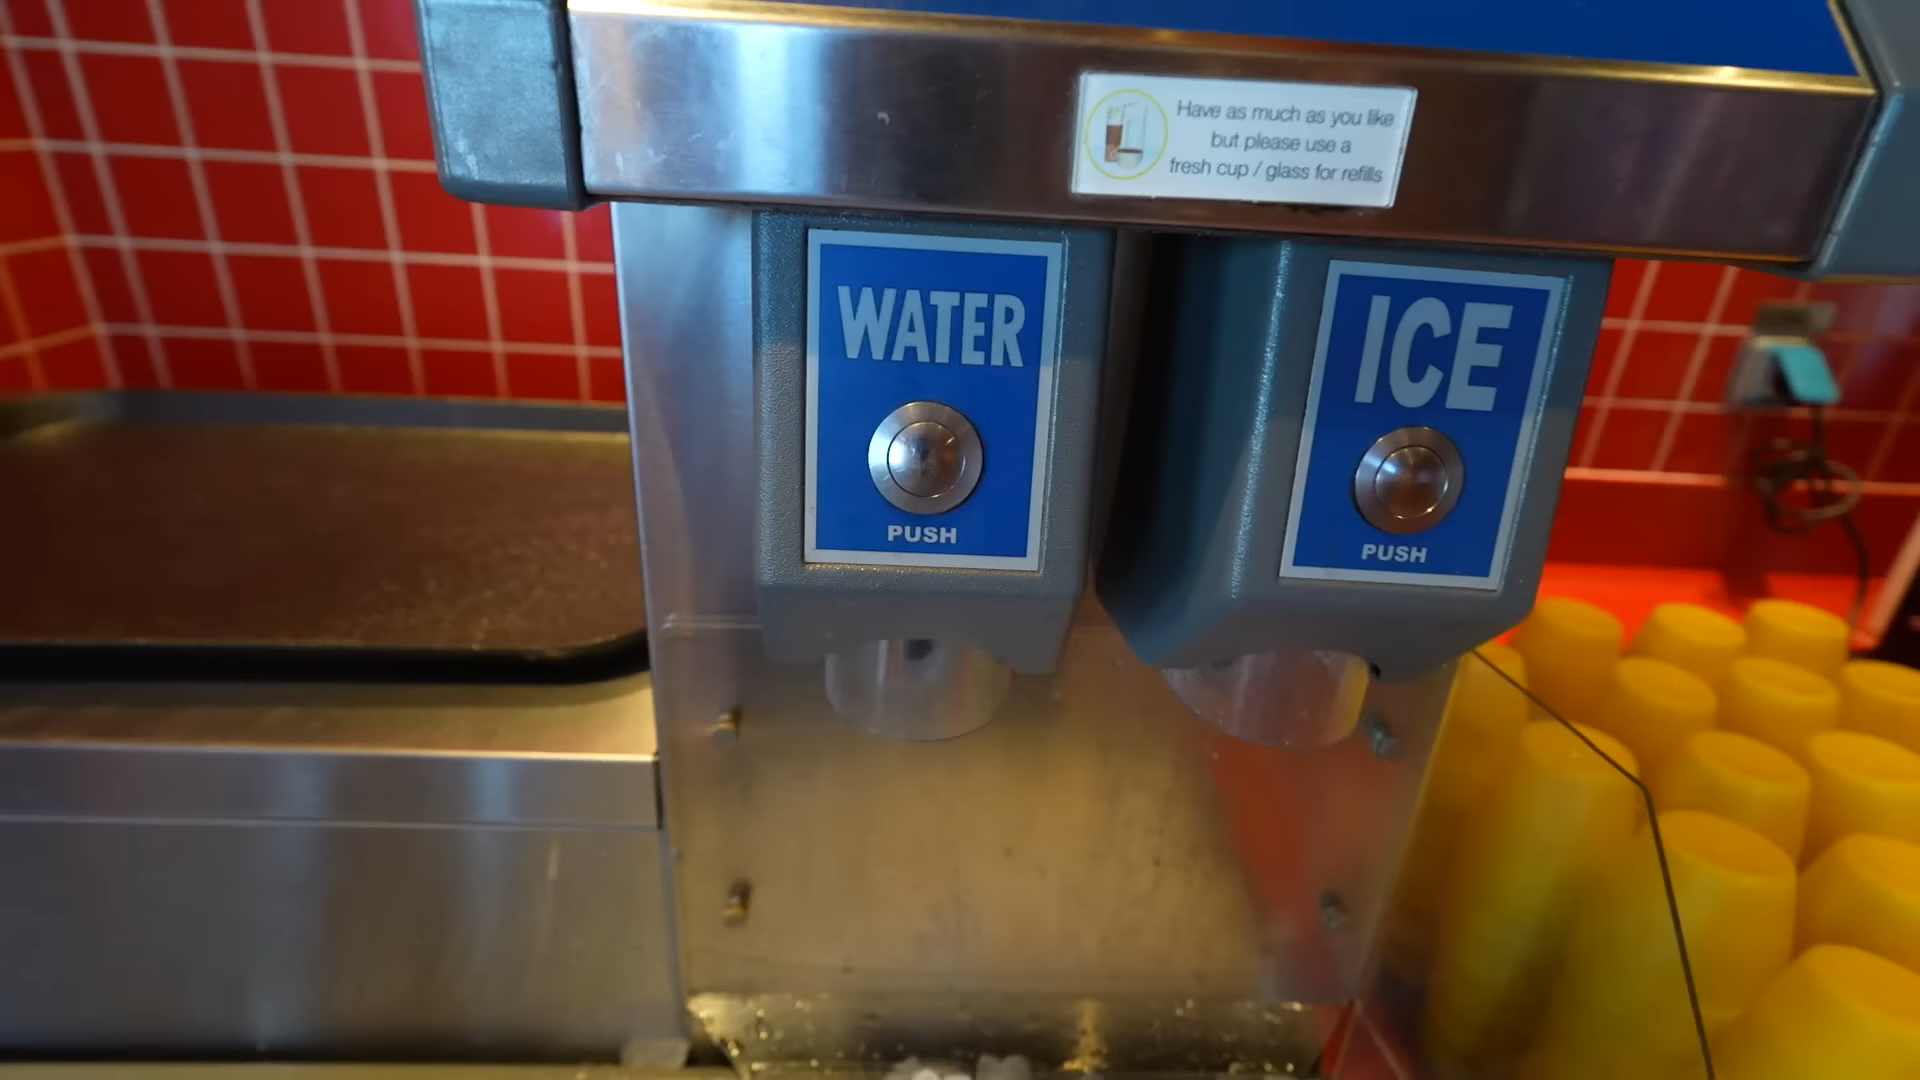 Have as much as you like
but please use a
fresh cup / glass for refills
WATER
PUSH
ICE
PUSH